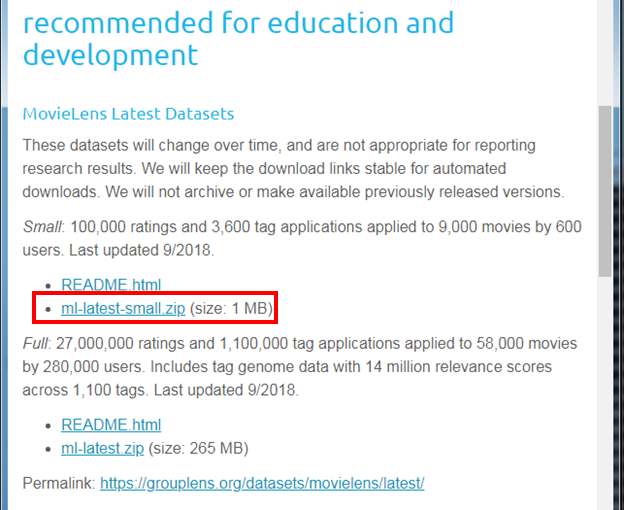 recommended for education and
development
MovieLens Latest Datasets
These datasets will change over time, and are not appropriate for reporting
research results. We will keep the download links stable for automated
downloads. We will not archive or make available previously released versions.
Small: 100,000 ratings and 3,600 tag applications applied to 9,000 movies by 600
users. Last updated 9/2018.
• README.html
• ml-latest-small.zip (size: 1 MB)
Full: 27,000,000 ratings and 1,100,000 tag applications applied to 58,000 movies
by 280,000 users. Includes tag genome data with 14 million relevance scores
across 1,100 tags. Last updated 9/2018.
• README.html
• ml-latest.zip (size: 265 MB)
Permalink: https://grouplens.org/datasets/movielens/latest/